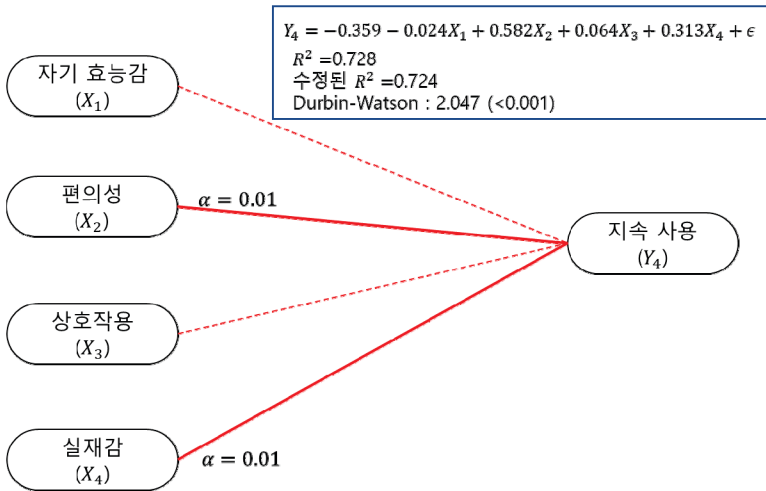 Y₄ = −0.359 − 0.024X₁ + 0.582X₂ + 0.064X₃ + 0.313X₄ + ϵ
R² =0.728
수정된 R² =0.724
Durbin-Watson : 2.047 (<0.001)
자기 효능감
(X₁)
편의성
(X₂)
α = 0.01
지속 사용
(Y₄)
상호작용
(X₃)
실재감
(X₄)
α = 0.01